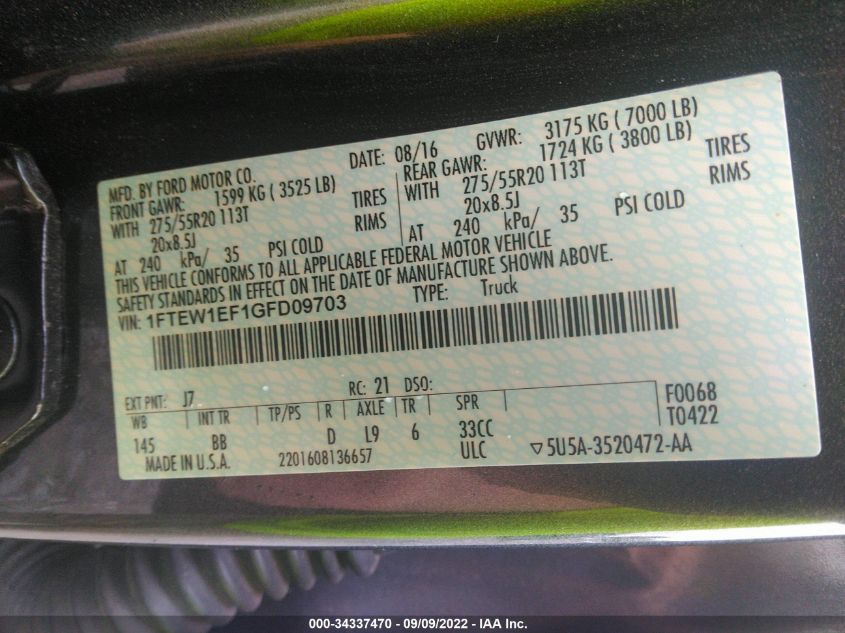 MFD. BY FORD MOTOR CO.
DATE: 08/16 GVWR: 3175 KG ( 7000 LB)
FRONT GAWR: 1599 KG ( 3525 LB)
REAR GAWR: 1724 KG ( 3800 LB)
WITH 275/55R20 113T TIRES
WITH 275/55R20 113T TIRES
20x8.5J RIMS
20x8.5J RIMS
AT 240 kPa/ 35 PSI COLD
AT 240 kPa/ 35 PSI COLD
THIS VEHICLE CONFORMS TO ALL APPLICABLE FEDERAL MOTOR VEHICLE
SAFETY STANDARDS IN EFFECT ON THE DATE OF MANUFACTURE SHOWN ABOVE.
VIN: 1FTEW1EF1GFD09703 TYPE: Truck
EXT PNT: J7 RC: 21 DSO:
WB INT TR TP/PS R AXLE TR SPR
145 BB D L9 6 33CC
ULC
F0068
T0422
MADE IN U.S.A. 2201608136657 ▽5U5A-3520472-AA
000-34337470 - 09/09/2022 - IAA Inc.